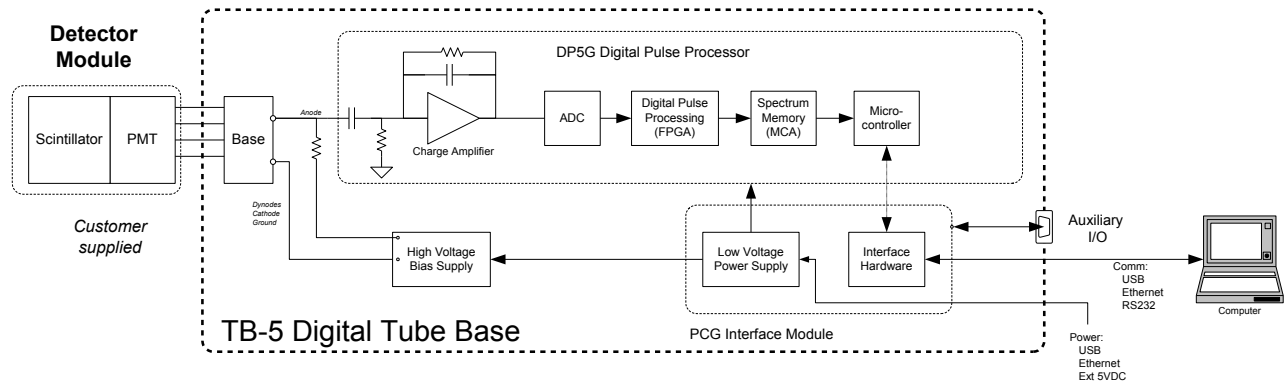 Detector
Module
DP5G Digital Pulse Processor
Scintillator
PMT
Base
Anode
Charge Amplifier
ADC
Digital Pulse
Processing
(FPGA)
Spectrum
Memory
(MCA)
Micro-
controller
Customer
supplied
Dynodes
Cathode
Ground
High Voltage
Bias Supply
Low Voltage
Power Supply
Interface
Hardware
Auxiliary
I/O
Comm:
USB
Ethernet
RS232
Computer
TB-5 Digital Tube Base
PCG Interface Module
Power:
USB
Ethernet
Ext 5VDC